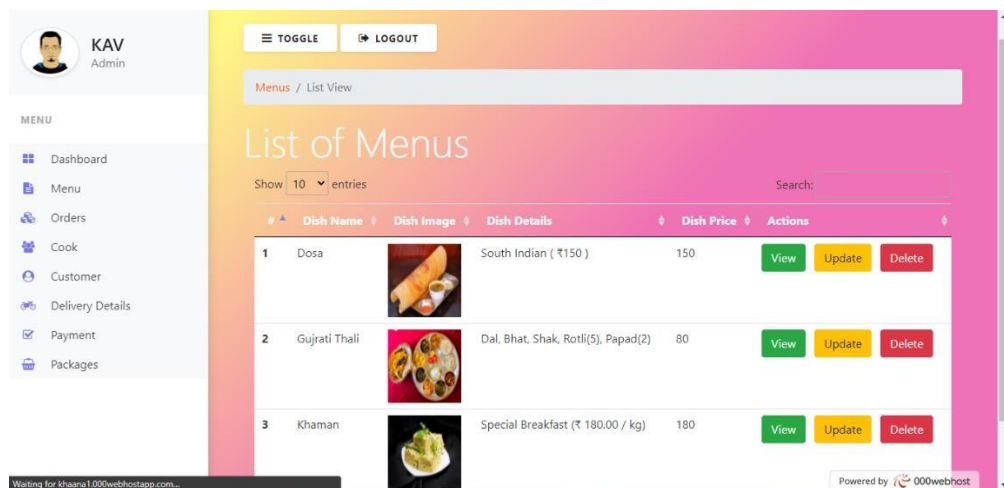 KAV
Admin
MENU
Dashboard
Menu
Orders
Cook
Customer
Delivery Details
Payment
Packages
TOGGLE
LOGOUT
Menus / List View
List of Menus
Show 10 entries
Search:
# Dish Name Dish Image Dish Details Dish Price Actions
1 Dosa South Indian ( ₹150 ) 150 View Update Delete
2 Gujrati Thali Dal, Bhat, Shak, Rotli(5), Papad(2) 80 View Update Delete
3 Khaman Special Breakfast (₹ 180.00 / kg) 180 View Update Delete
Waiting for khaana1.000webhostapp.com...
Powered by 000webhost